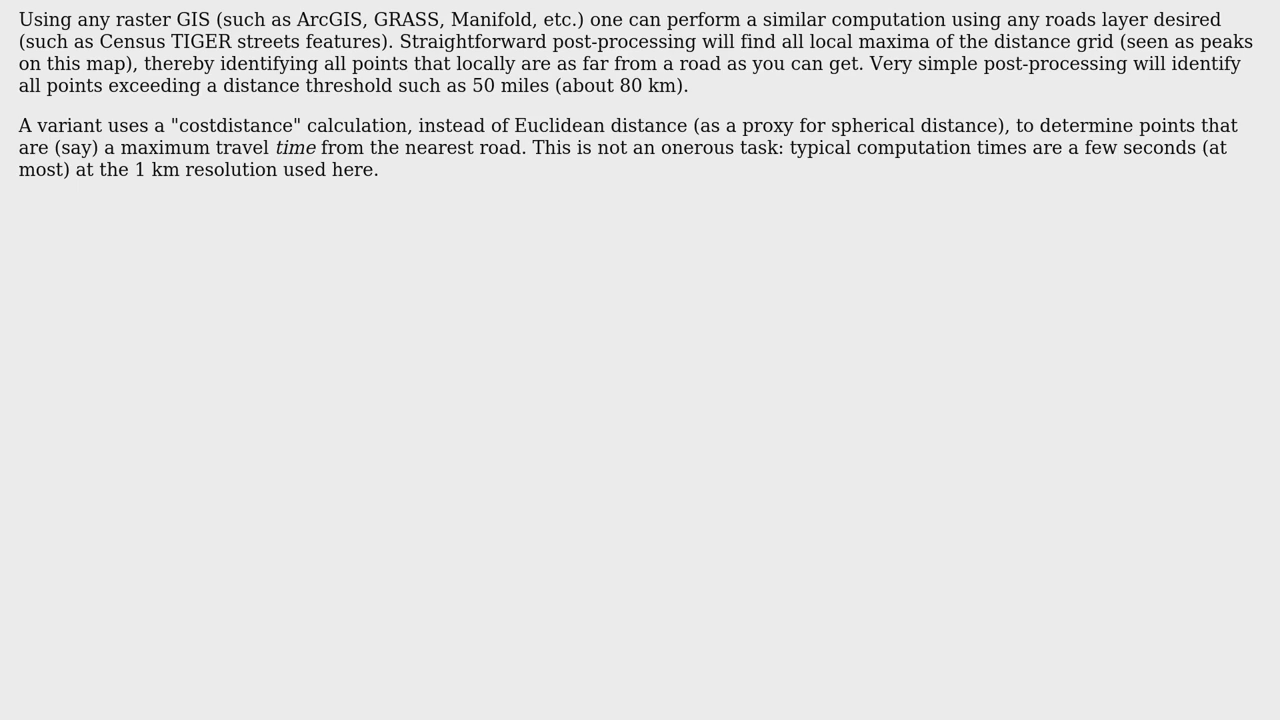 Using any raster GIS (such as ArcGIS, GRASS, Manifold, etc.) one can perform a similar computation using any roads layer desired
(such as Census TIGER streets features). Straightforward post-processing will find all local maxima of the distance grid (seen as peaks
on this map), thereby identifying all points that locally are as far from a road as you can get. Very simple post-processing will identify
all points exceeding a distance threshold such as 50 miles (about 80 km).
A variant uses a "costdistance" calculation, instead of Euclidean distance (as a proxy for spherical distance), to determine points that
are (say) a maximum travel time from the nearest road. This is not an onerous task: typical computation times are a few seconds (at
most) at the 1 km resolution used here.